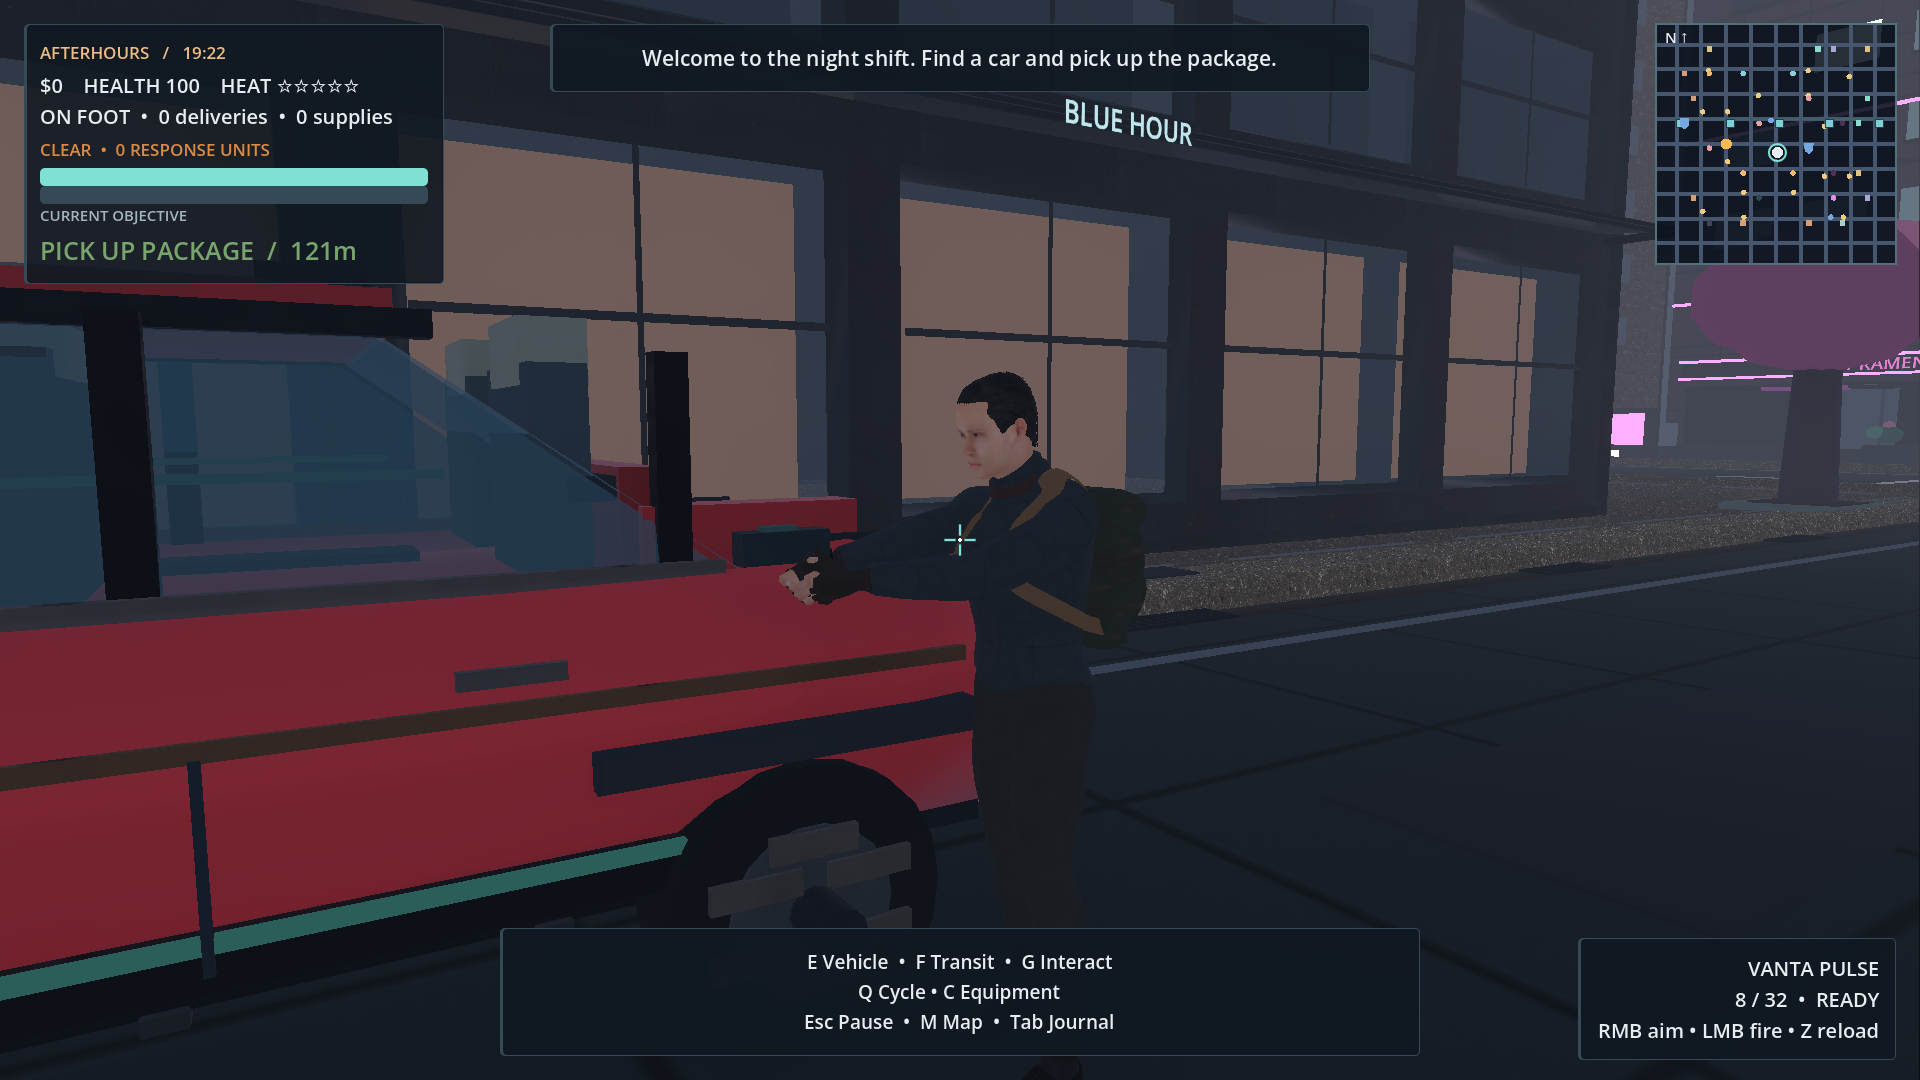 AFTERHOURS / 19:22
$0 HEALTH 100 HEAT ☆☆☆☆☆
ON FOOT • 0 deliveries • 0 supplies
CLEAR • 0 RESPONSE UNITS
CURRENT OBJECTIVE
PICK UP PACKAGE / 121m
Welcome to the night shift. Find a car and pick up the package.
BLUE HOUR
N ↑
RAMEN
E Vehicle • F Transit • G Interact
Q Cycle • C Equipment
Esc Pause • M Map • Tab Journal
VANTA PULSE
8 / 32 • READY
RMB aim • LMB fire • Z reload